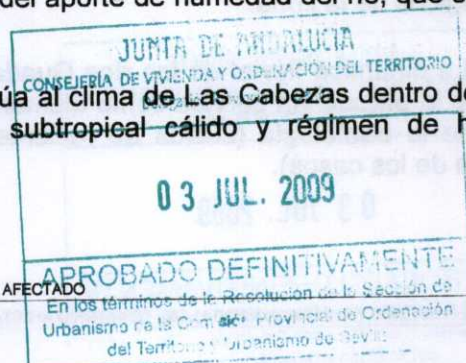 del aporte de humedad del río, que s
JUNTA DE ANDALUCIA
CONSEJERÍA DE VIVIENDA Y ORDENACIÓN DEL TERRITORIO
úa al clima de Las Cabezas dentro de
subtropical cálido y régimen de h
03 JUL. 2009
APROBADO DEFINITIVAMENTE
AFECTADO
En los términos de la Resolución de la Sección de
Urbanismo de la Comisión Provincial de Ordenación
del Territorio y Urbanismo de Sevilla